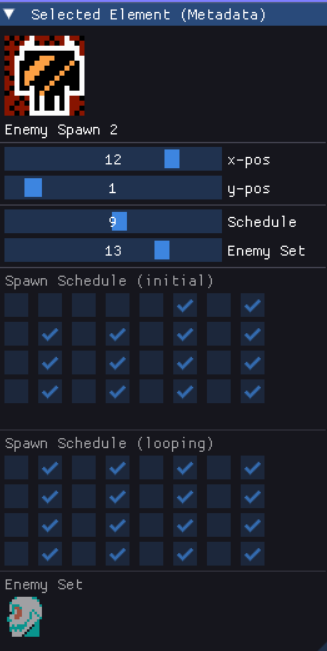 Selected Element (Metadata)
Enemy Spawn 2
12 x-pos
1 y-pos
9 Schedule
13 Enemy Set
Spawn Schedule (initial)
Spawn Schedule (looping)
Enemy Set